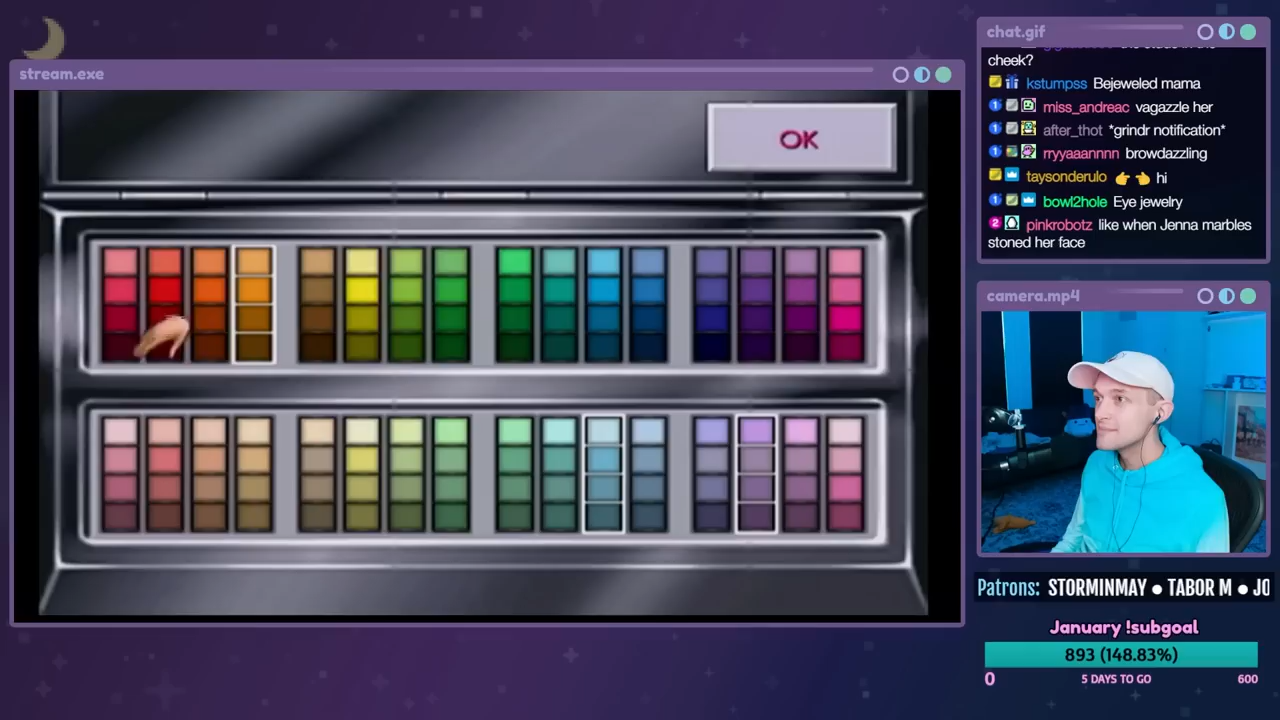 stream.exe
OK
chat.gif
cheek?
kstumpss Bejeweled mama
miss_andreac vagazzle her
after_thot *grindr notification*
rryyaaannnn browdazzling
taysonderulo 👉 👈 hi
bowl2hole Eye jewelry
pinkrobotz like when Jenna marbles
stoned her face
camera.mp4
Patrons: STORMINMAY ● TABOR M ● JO
January !subgoal
893 (148.83%)
0 5 DAYS TO GO 600